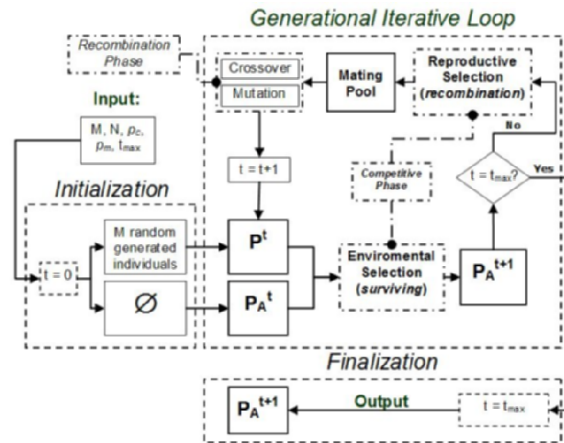 Generational Iterative Loop
Recombination
Phase
Crossover
Mutation
Mating
Pool
Reproductive
Selection
(recombination)
Input:
M, N, pc,
pm, tmax
No
t = t+1
Competitive
Phase
t = tmax?
Yes
Initialization
t = 0
M random
generated
individuals
Pt
Enviromental
Selection
(surviving)
PAt+1
∅
PAt
Finalization
PAt+1
Output
t = tmax